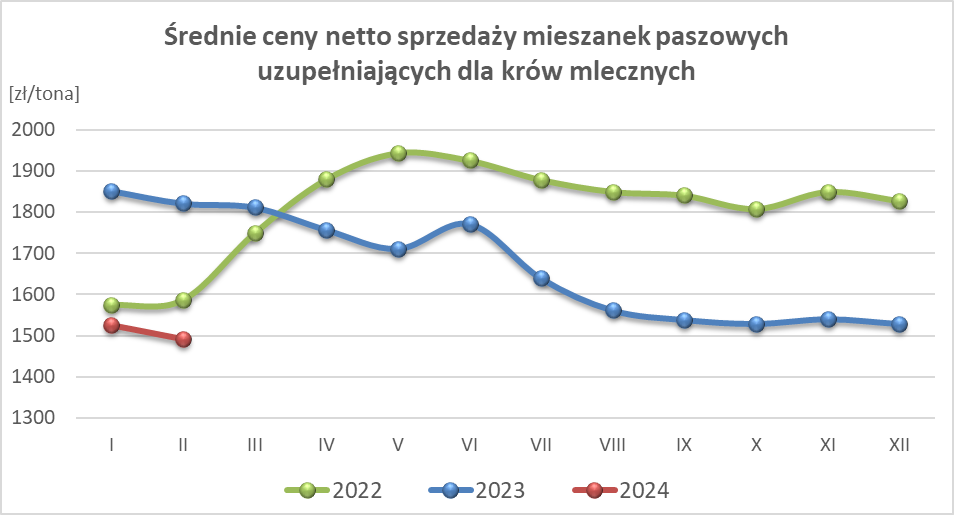 Średnie ceny netto sprzedaży mieszanek paszowych
uzupełniających dla krów mlecznych
[zł/tona]
2000
1900
1800
1700
1600
1500
1400
1300
I II III IV V VI VII VIII IX X XI XII
2022 2023 2024